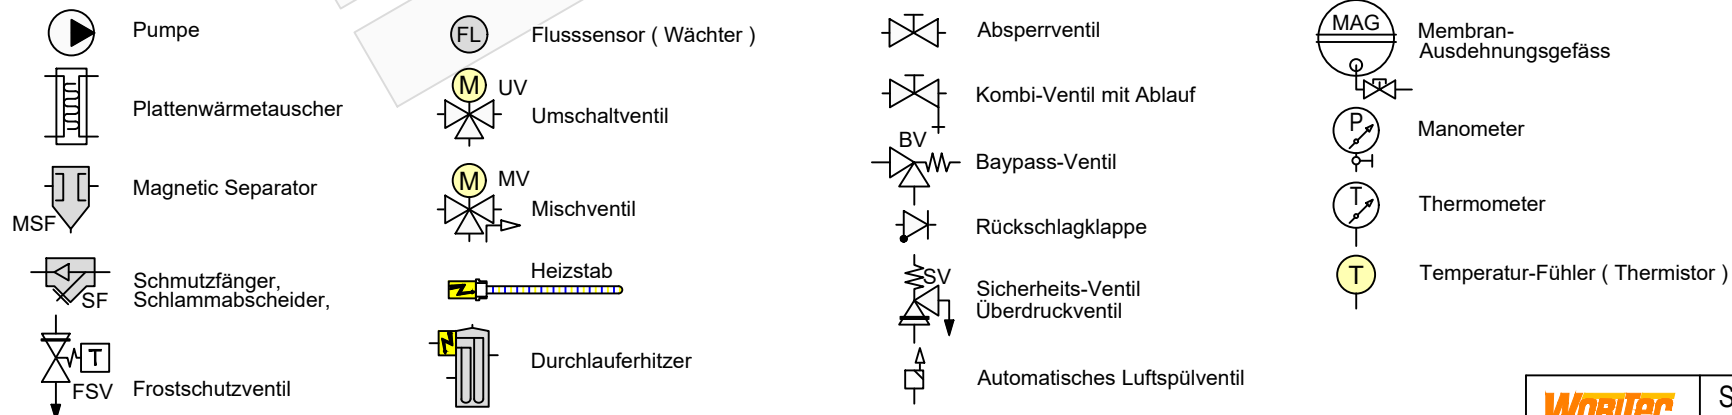 Pumpe
Plattenwärmetauscher
Magnetic Separator
MSF
Schmutzfänger,
Schlammabscheider,
SF
T
FSV
Frostschutzventil
FL
Flusssensor ( Wächter )
M
UV
Umschaltventil
M
MV
Mischventil
Heizstab
Durchlauferhitzer
Absperrventil
Kombi-Ventil mit Ablauf
BV
Baypass-Ventil
Rückschlagklappe
SV
Sicherheits-Ventil
Überdruckventil
Automatisches Luftspülventil
MAG
Membran-
Ausdehnungsgefäss
P
Manometer
T
Thermometer
T
Temperatur-Fühler ( Thermistor )
WOBITEC